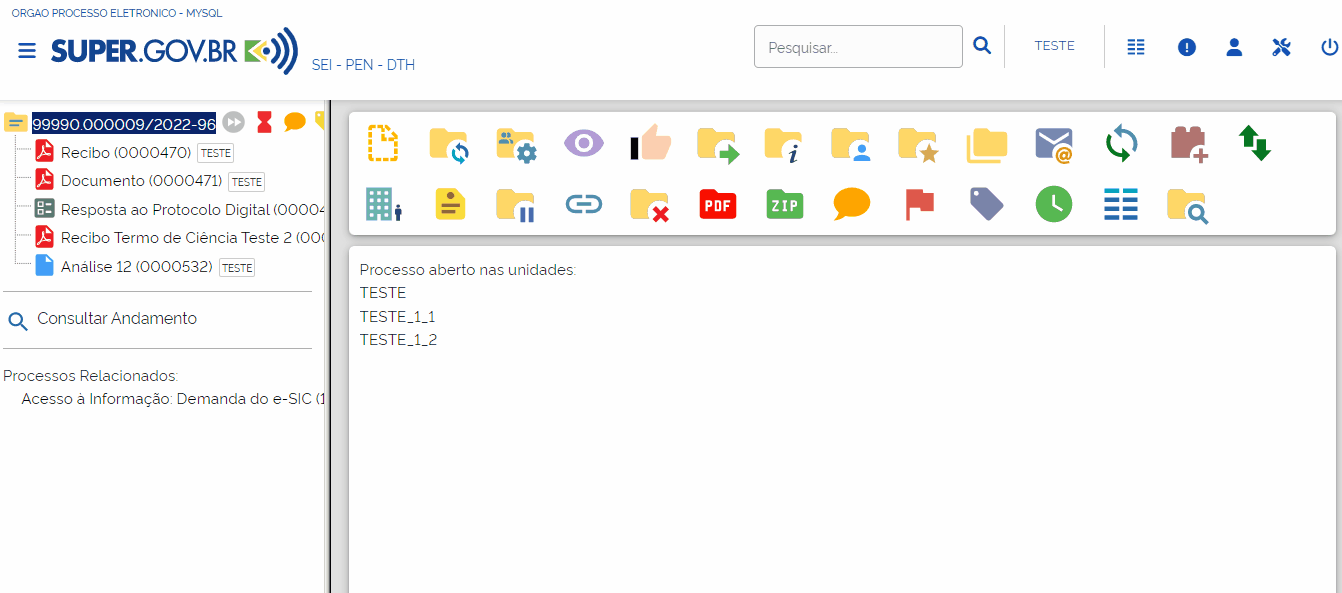 ORGAO PROCESSO ELETRONICO - MYSQL
SUPER.GOV.BR
SEI - PEN - DTH
Pesquisar...
TESTE
99990.000009/2022-96
Recibo (0000470) TESTE
Documento (0000471) TESTE
Resposta ao Protocolo Digital (00004
Recibo Termo de Ciência Teste 2 (000
Análise 12 (0000532) TESTE
Consultar Andamento
Processos Relacionados:
Acesso à Informação: Demanda do e-SIC (1
i
@
PDF
ZIP
Processo aberto nas unidades:
TESTE
TESTE_1_1
TESTE_1_2